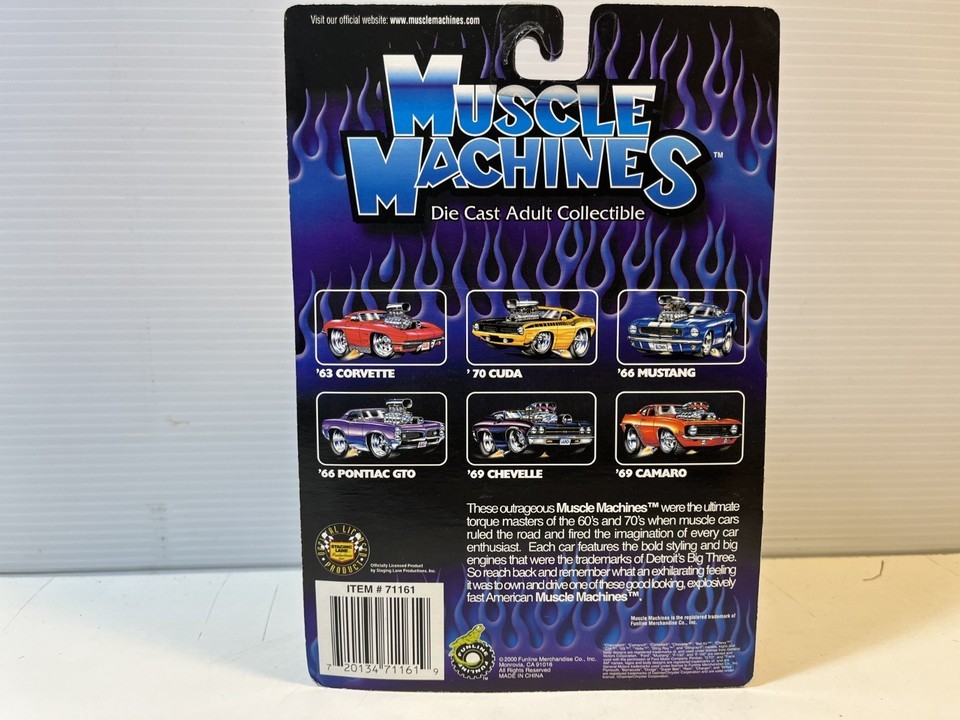 Visit our official website: www.musclemachines.com
MUSCLE
MACHINES™
Die Cast Adult Collectible
'63 CORVETTE
'70 CUDA
'66 MUSTANG
'66 PONTIAC GTO
'69 CHEVELLE
'69 CAMARO
These outrageous Muscle Machines™ were the ultimate
torque masters of the 60's and 70's when muscle cars
ruled the road and fired the imagination of every car
enthusiast. Each car features the bold styling and big
engines that were the trademarks of Detroit's Big Three.
So reach back and remember what an exhilarating feeling
it was to own and drive one of these good looking, explosively
fast American Muscle Machines™.
STAGING
LANE
PRODUCT
Officially Licensed Product
by Staging Lane Productions, Inc.
ITEM # 71161
7 20134 71161 9
FUNLINE
FUNLINE
©2000 Funline Merchandise Co., Inc.
Monrovia, CA 91016
All Rights Reserved
MADE IN CHINA
Muscle Machines is the registered trademark of
Funline Merchandise Co., Inc.